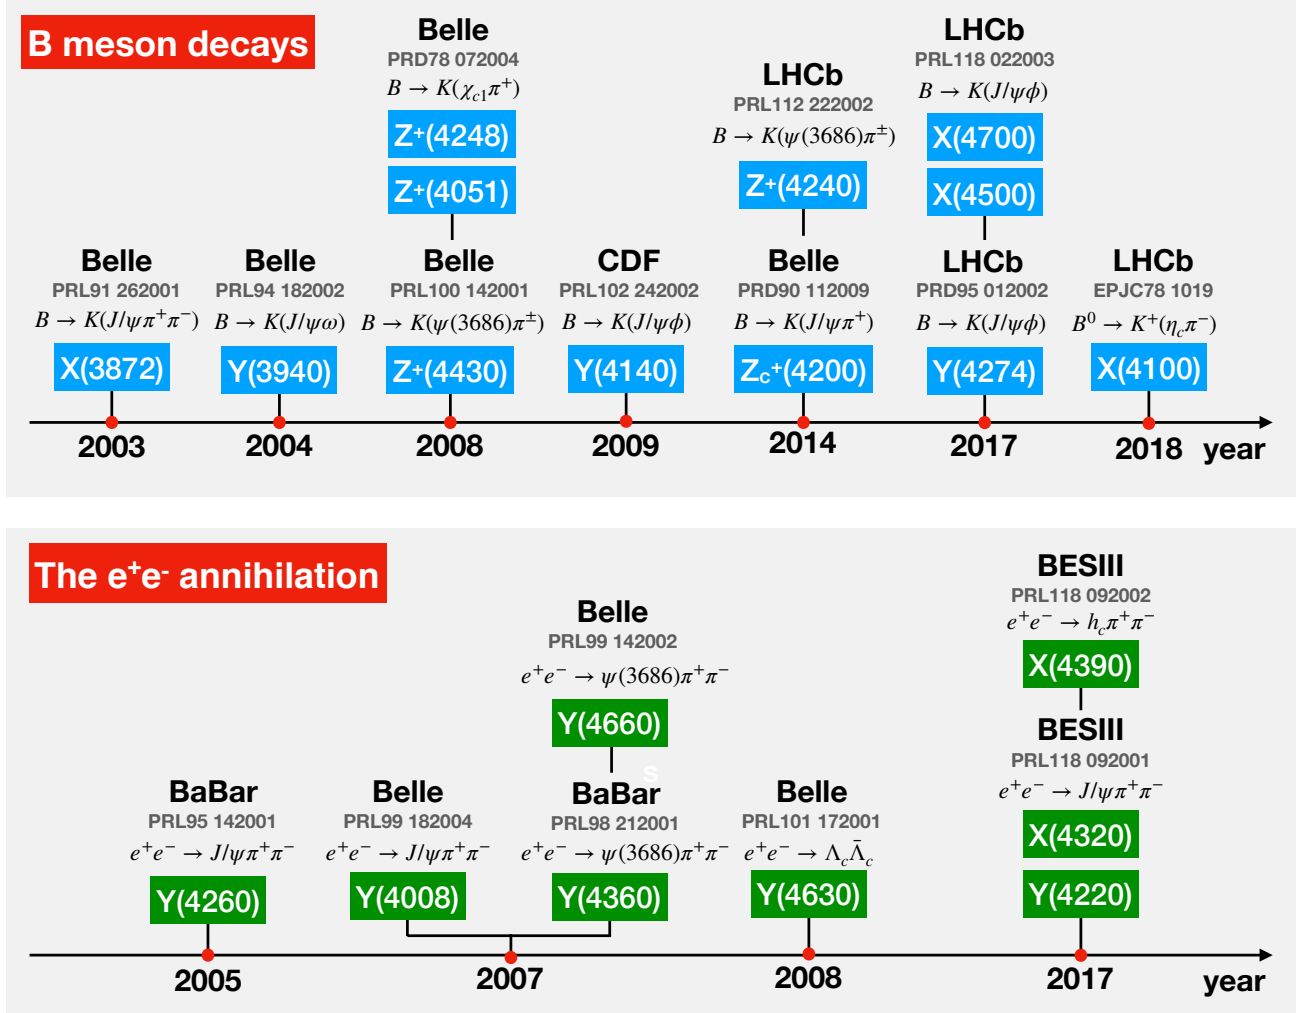 B meson decays
Belle
PRD78 072004
B → K(χc1π⁺)
Z⁺(4248)
Z⁺(4051)
LHCb
PRL112 222002
B → K(ψ(3686)π±)
Z⁺(4240)
LHCb
PRL118 022003
B → K(J/ψϕ)
X(4700)
X(4500)
Belle
PRL91 262001
B → K(J/ψπ⁺π⁻)
X(3872)
Belle
PRL94 182002
B → K(J/ψω)
Y(3940)
Belle
PRL100 142001
B → K(ψ(3686)π±)
Z⁺(4430)
CDF
PRL102 242002
B → K(J/ψϕ)
Y(4140)
Belle
PRD90 112009
B → K(J/ψπ⁺)
Zc⁺(4200)
LHCb
PRD95 012002
B → K(J/ψϕ)
Y(4274)
LHCb
EPJC78 1019
B⁰ → K⁺(ηcπ⁻)
X(4100)
2003 2004 2008 2009 2014 2017 2018 year
The e⁺e⁻ annihilation
Belle
PRL99 142002
e⁺e⁻ → ψ(3686)π⁺π⁻
Y(4660)
s
BESIII
PRL118 092002
e⁺e⁻ → hcπ⁺π⁻
X(4390)
BaBar
PRL95 142001
e⁺e⁻ → J/ψπ⁺π⁻
Y(4260)
Belle
PRL99 182004
e⁺e⁻ → J/ψπ⁺π⁻
Y(4008)
BaBar
PRL98 212001
e⁺e⁻ → ψ(3686)π⁺π⁻
Y(4360)
Belle
PRL101 172001
e⁺e⁻ → ΛcΛ̄c
Y(4630)
BESIII
PRL118 092001
e⁺e⁻ → J/ψπ⁺π⁻
X(4320)
Y(4220)
2005 2007 2008 2017 year